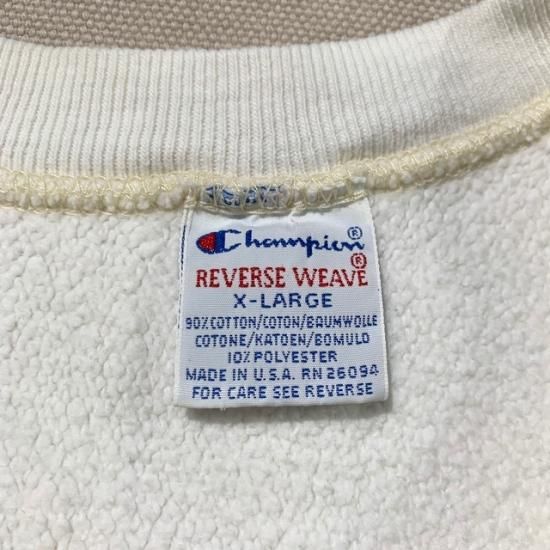 Champion®
REVERSE WEAVE®
X-LARGE
90% COTTON/COTON/BAUMWOLLE
COTONE/KATOEN/BOMULD
10% POLYESTER
MADE IN U.S.A. RN 26094
FOR CARE SEE REVERSE